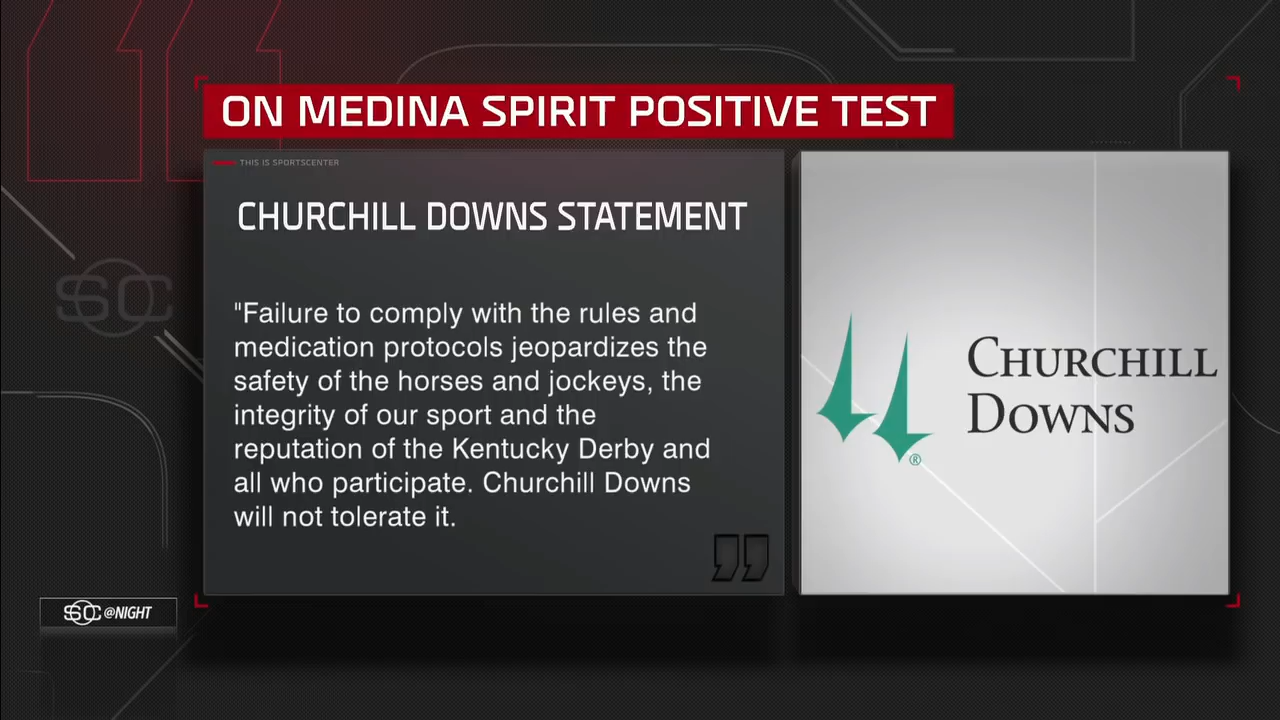 ON MEDINA SPIRIT POSITIVE TEST
THIS IS SPORTSCENTER
CHURCHILL DOWNS STATEMENT
"Failure to comply with the rules and
medication protocols jeopardizes the
safety of the horses and jockeys, the
integrity of our sport and the
reputation of the Kentucky Derby and
all who participate. Churchill Downs
will not tolerate it.
CHURCHILL
DOWNS
®
SC
SC @NIGHT